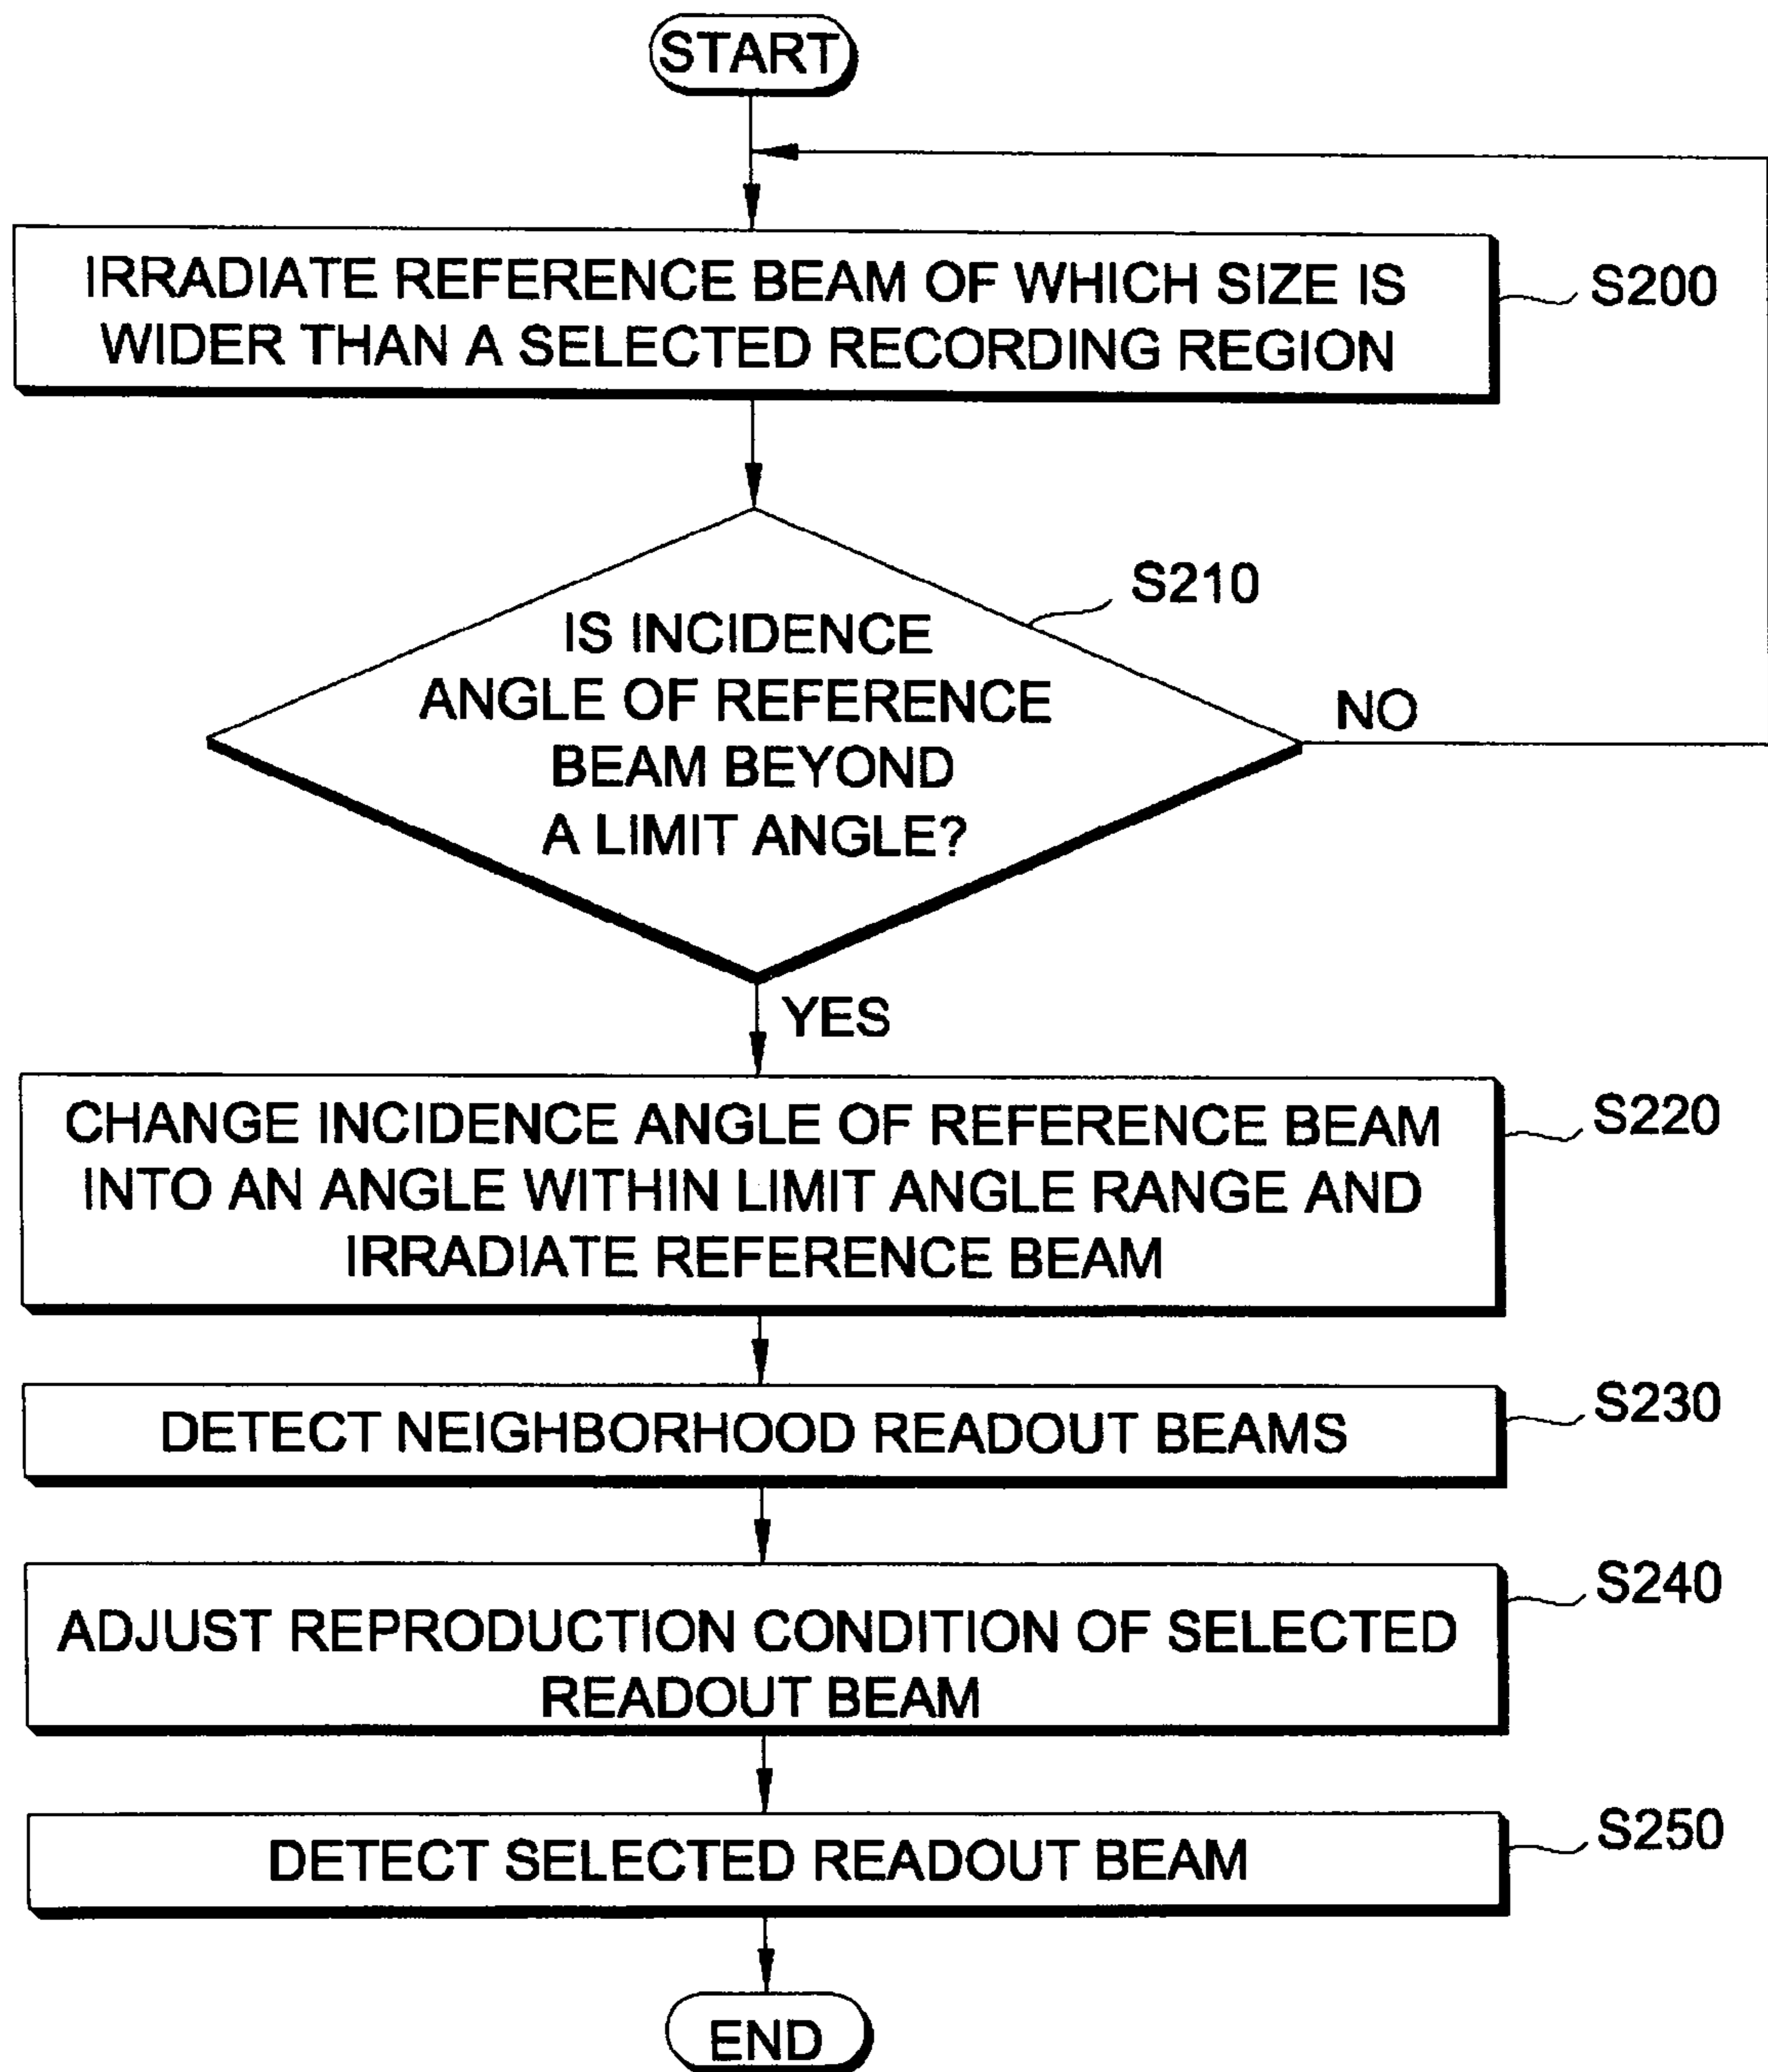 START
IRRADIATE REFERENCE BEAM OF WHICH SIZE IS
WIDER THAN A SELECTED RECORDING REGION
S200
S210
IS INCIDENCE
ANGLE OF REFERENCE
BEAM BEYOND
A LIMIT ANGLE?
NO
YES
CHANGE INCIDENCE ANGLE OF REFERENCE BEAM
INTO AN ANGLE WITHIN LIMIT ANGLE RANGE AND
IRRADIATE REFERENCE BEAM
S220
DETECT NEIGHBORHOOD READOUT BEAMS
S230
ADJUST REPRODUCTION CONDITION OF SELECTED
READOUT BEAM
S240
DETECT SELECTED READOUT BEAM
S250
END